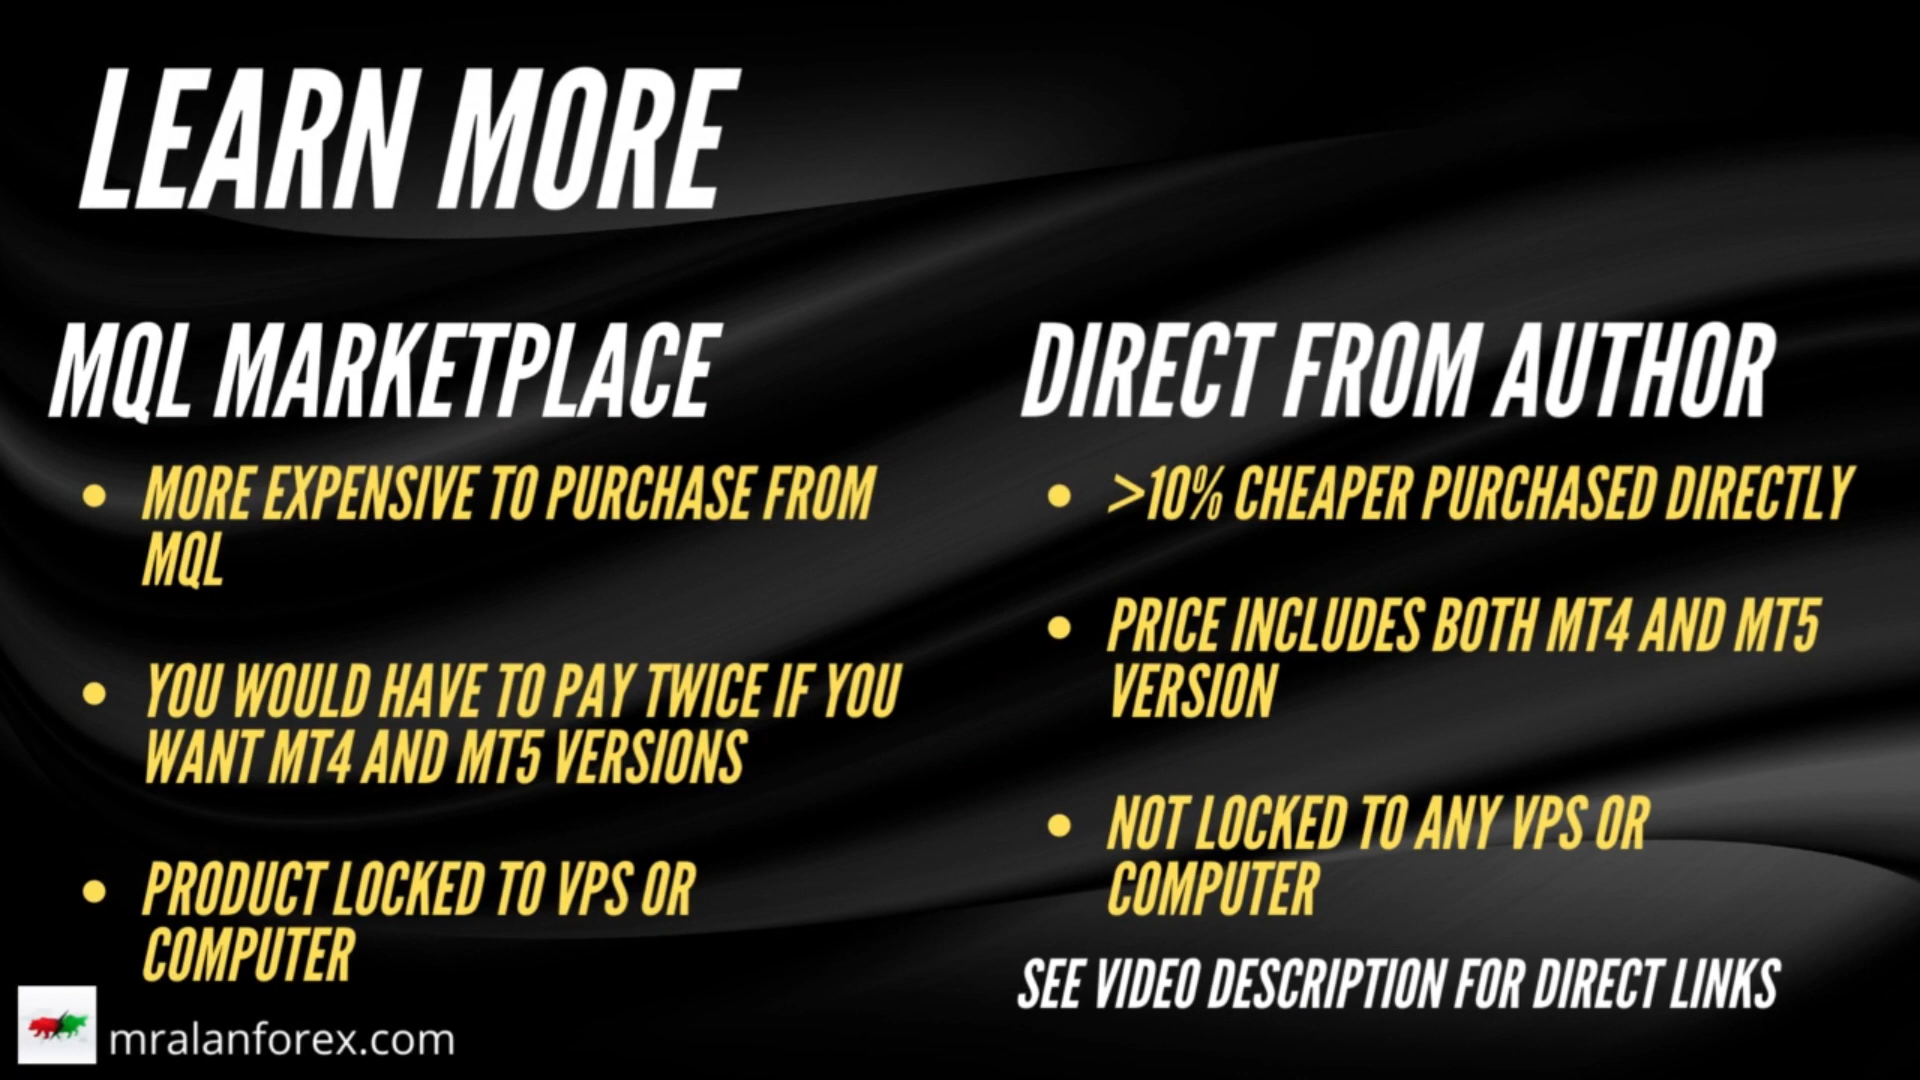 LEARN MORE
MQL MARKETPLACE
• MORE EXPENSIVE TO PURCHASE FROM
MQL
• YOU WOULD HAVE TO PAY TWICE IF YOU
WANT MT4 AND MT5 VERSIONS
• PRODUCT LOCKED TO VPS OR
COMPUTER
DIRECT FROM AUTHOR
• >10% CHEAPER PURCHASED DIRECTLY
• PRICE INCLUDES BOTH MT4 AND MT5
VERSION
• NOT LOCKED TO ANY VPS OR
COMPUTER
SEE VIDEO DESCRIPTION FOR DIRECT LINKS
mralanforex.com